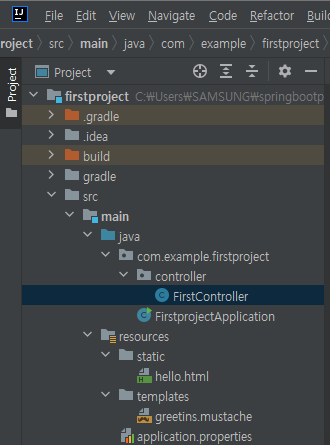 IJ File Edit View Navigate Code Refactor Buil
roject src main java com example firstproject
Project
Project
firstproject C:₩Users₩SAMSUNG₩springbootp
.gradle
.idea
build
gradle
src
main
java
com.example.firstproject
controller
FirstController
FirstprojectApplication
resources
static
hello.html
templates
greetins.mustache
application.properties